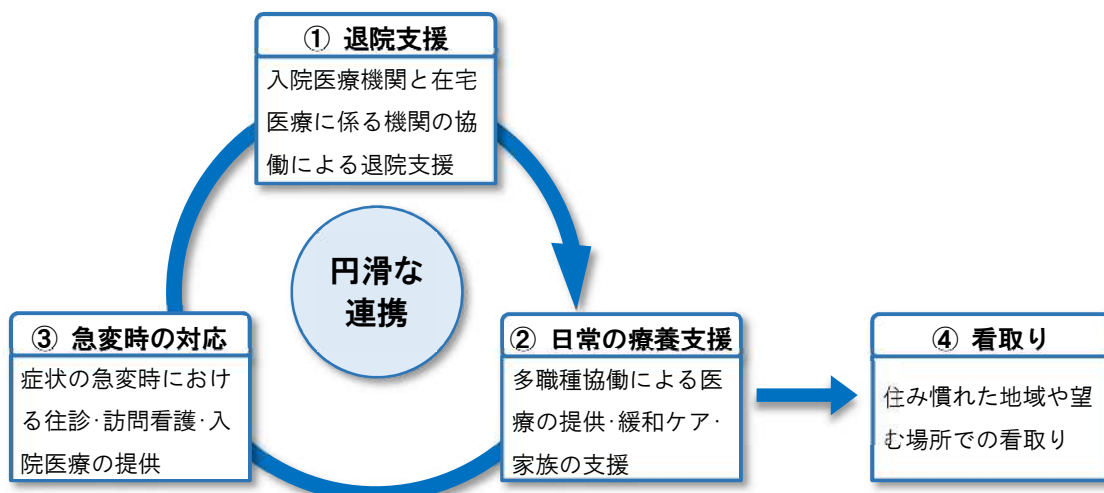 ① 退院支援
入院医療機関と在宅
医療に係る機関の協
働による退院支援
円滑な
連携
③ 急変時の対応
症状の急変時におけ
る往診･訪問看護･入
院医療の提供
② 日常の療養支援
多職種協働による医
療の提供･緩和ケア･
家族の支援
④ 看取り
住み慣れた地域や望
む場所での看取り